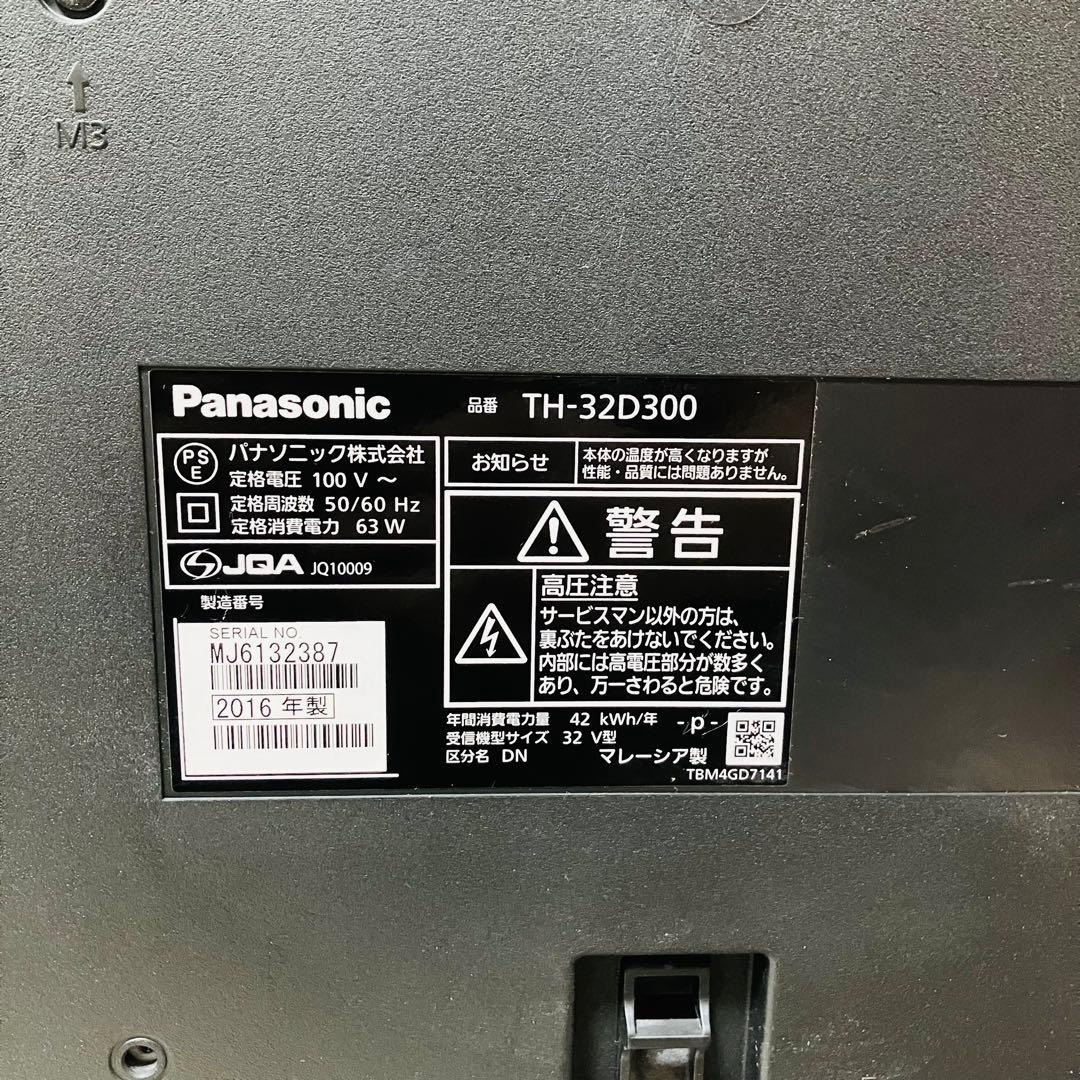 M3
Panasonic
品番 TH-32D300
PS
E
パナソニック株式会社
定格電圧 100 V ～
定格周波数 50/60 Hz
定格消費電力 63 W
JQA JQ10009
製造番号
SERIAL NO.
MJ6132387
2016 年製
お知らせ
本体の温度が高くなりますが
性能・品質には問題ありません。
警告
高圧注意
サービスマン以外の方は、
裏ぶたをあけないでください。
内部には高電圧部分が数多く
あり、万一さわると危険です。
年間消費電力量 42 kWh/年 -p-
受信機型サイズ 32 V型
区分名 DN マレーシア製
TBM4GD7141